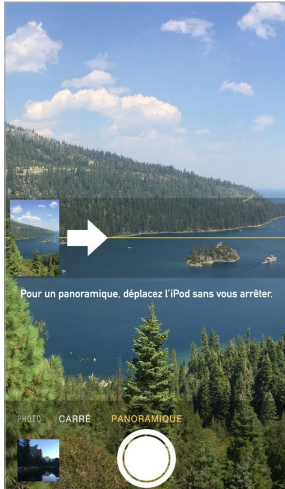 Pour un panoramique, déplacez l'iPod sans vous arrêter.
PHOTO CARRÉ PANORAMIQUE